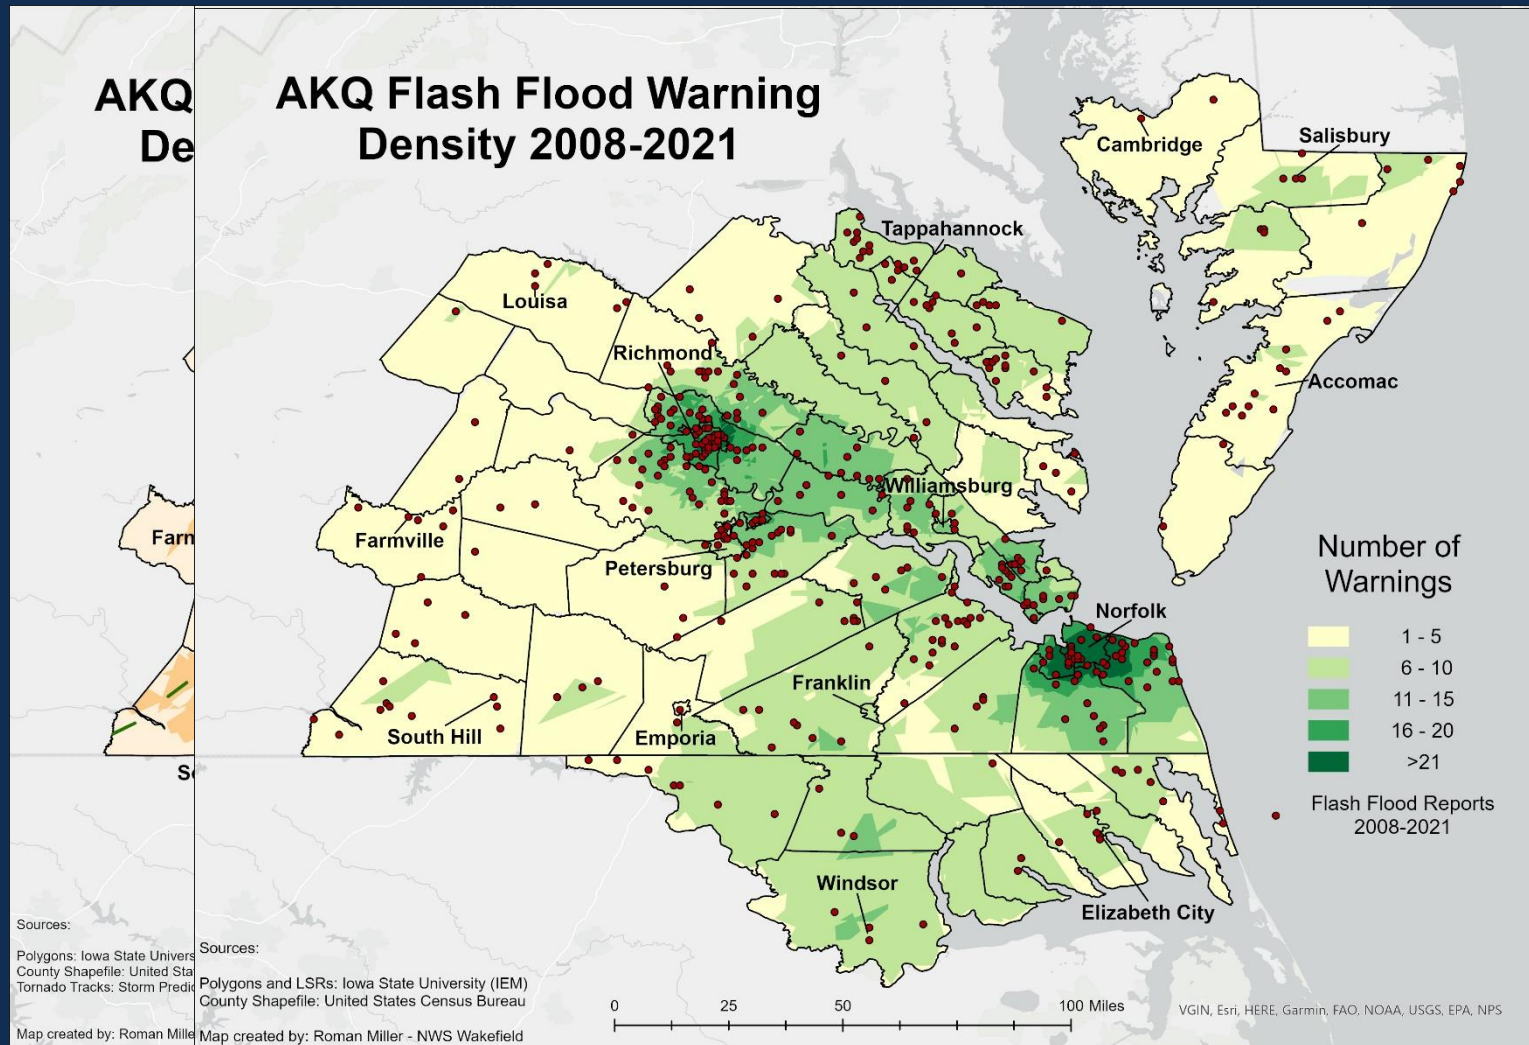 AKQ
De
Farn
Sources:
Polygons: Iowa State Univers
County Shapefile: United Sta
Tornado Tracks: Storm Predic
Map created by: Roman Mille
AKQ Flash Flood Warning
Density 2008-2021
Cambridge
Salisbury
Tappahannock
Louisa
Richmond
Accomac
Williamsburg
Farmville
Petersburg
Norfolk
Franklin
South Hill
Emporia
Windsor
Elizabeth City
Number of
Warnings
1 - 5
6 - 10
11 - 15
16 - 20
>21
Flash Flood Reports
2008-2021
Sources:
Polygons and LSRs: Iowa State University (IEM)
County Shapefile: United States Census Bureau
Map created by: Roman Miller - NWS Wakefield
0 25 50 100 Miles
VGIN, Esri, HERE, Garmin, FAO, NOAA, USGS, EPA, NPS